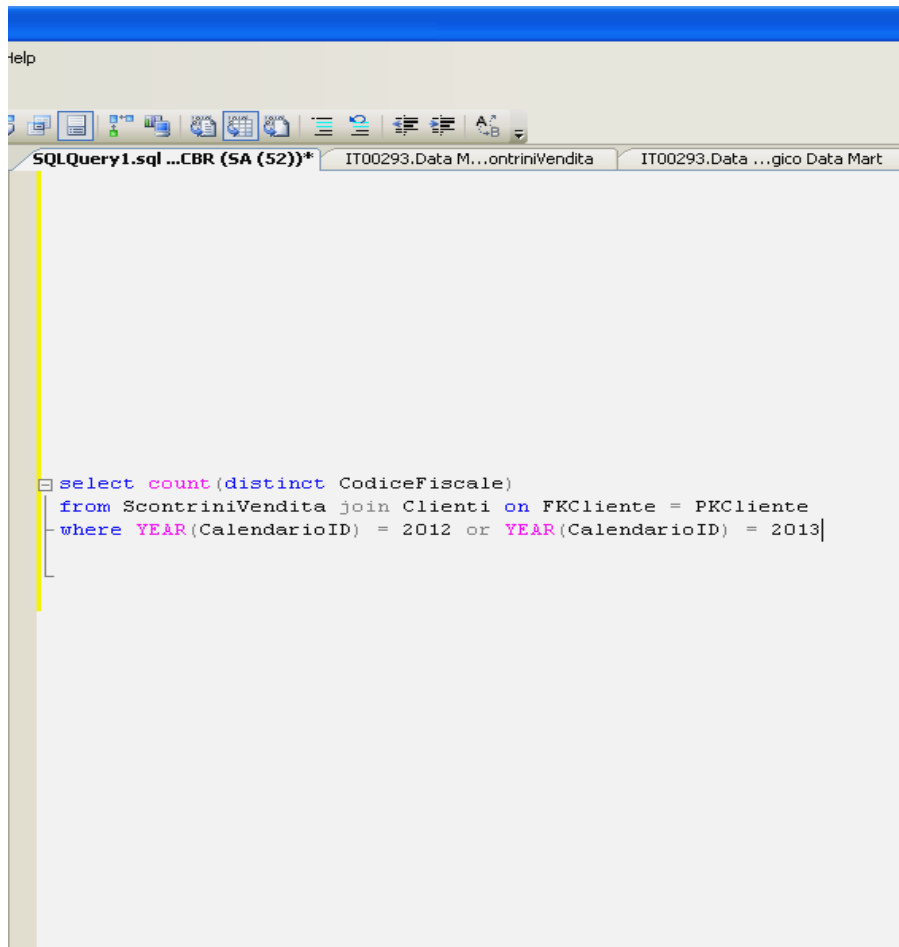 Help
SQLQuery1.sql ...CBR (SA (52))* IT00293.Data M...ontriniVendita IT00293.Data ...gico Data Mart
select count(distinct CodiceFiscale)
from ScontriniVendita join Clienti on FKCliente = PKCliente
where YEAR(CalendarioID) = 2012 or YEAR(CalendarioID) = 2013